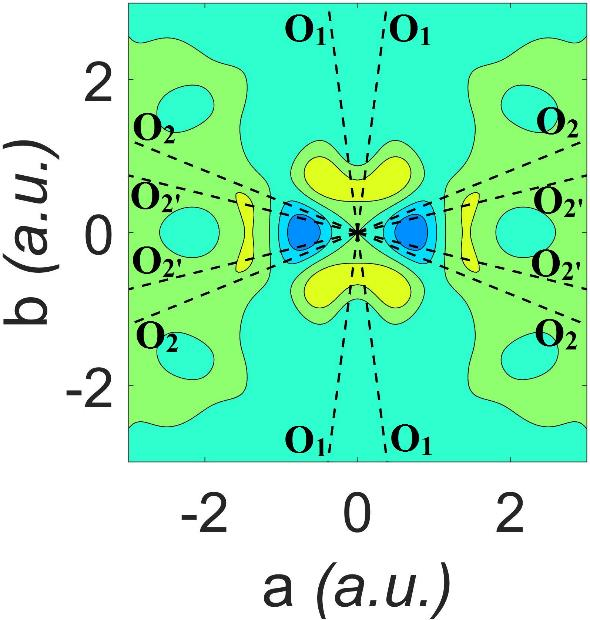 O1 O1
2
O2 O2
O2' O2'
0
O2' O2'
O2 O2
-2
O1 O1
-2 0 2
a (a.u.)
b (a.u.)